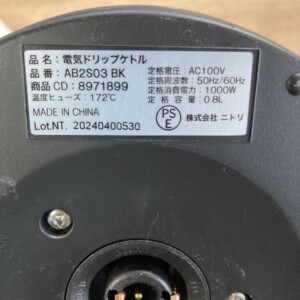 品 名：電気ドリップケトル
品 番：AB2S03 BK
商品CD：8971899
温度ヒューズ：172℃
MADE IN CHINA
Lot.NT. 20240400530
定格電圧：AC100V
定格周波数：50Hz/60Hz
定格消費電力：1000W
定 格 容 量：0.8L
PS
E
株式会社 ニトリ